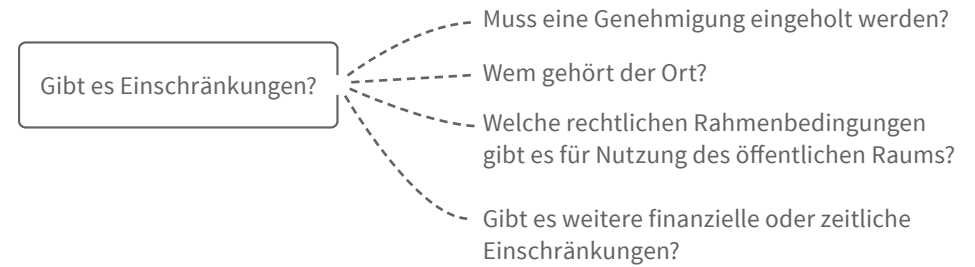 Gibt es Einschränkungen?
Muss eine Genehmigung eingeholt werden?
Wem gehört der Ort?
Welche rechtlichen Rahmenbedingungen
gibt es für Nutzung des öffentlichen Raums?
Gibt es weitere finanzielle oder zeitliche
Einschränkungen?